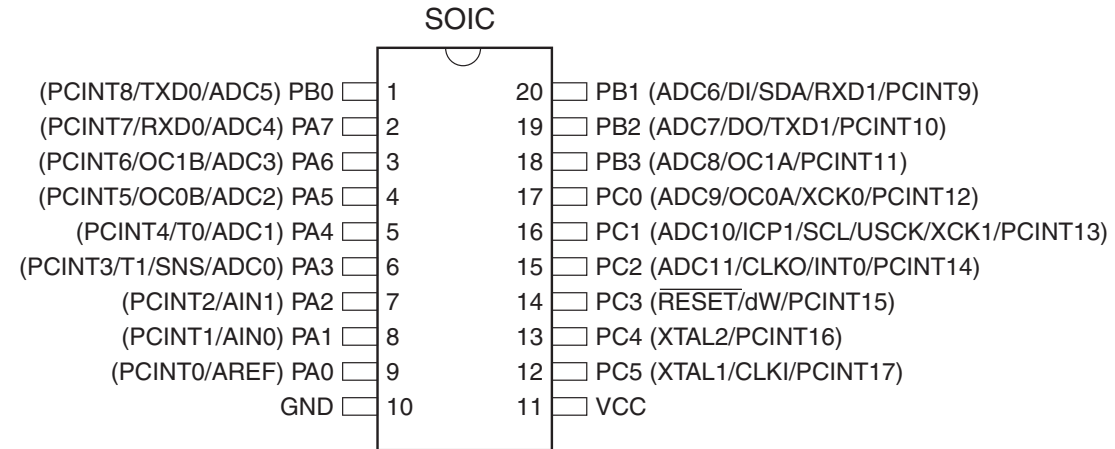 SOIC
(PCINT8/TXD0/ADC5) PB0 1 20 PB1 (ADC6/DI/SDA/RXD1/PCINT9)
(PCINT7/RXD0/ADC4) PA7 2 19 PB2 (ADC7/DO/TXD1/PCINT10)
(PCINT6/OC1B/ADC3) PA6 3 18 PB3 (ADC8/OC1A/PCINT11)
(PCINT5/OC0B/ADC2) PA5 4 17 PC0 (ADC9/OC0A/XCK0/PCINT12)
(PCINT4/T0/ADC1) PA4 5 16 PC1 (ADC10/ICP1/SCL/USCK/XCK1/PCINT13)
(PCINT3/T1/SNS/ADC0) PA3 6 15 PC2 (ADC11/CLKO/INT0/PCINT14)
(PCINT2/AIN1) PA2 7 14 PC3 (RESET/dW/PCINT15)
(PCINT1/AIN0) PA1 8 13 PC4 (XTAL2/PCINT16)
(PCINT0/AREF) PA0 9 12 PC5 (XTAL1/CLKI/PCINT17)
GND 10 11 VCC